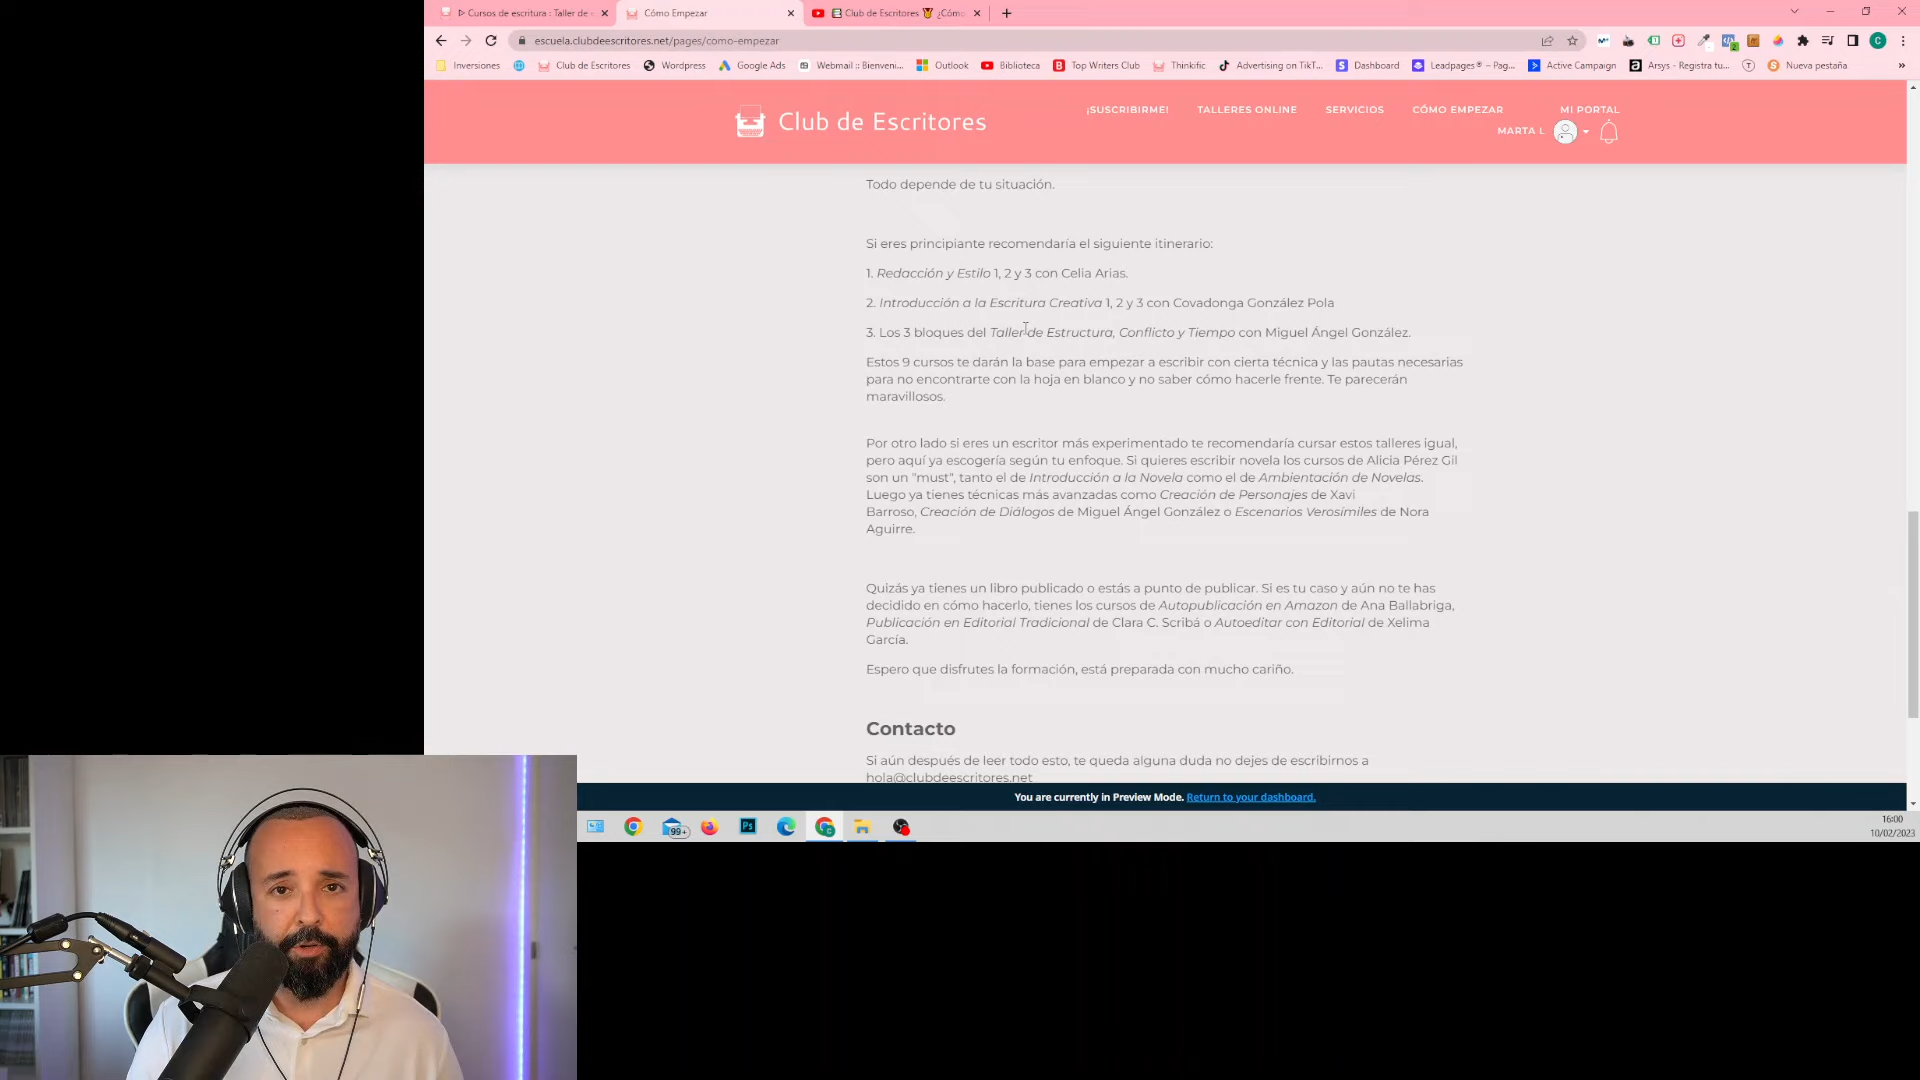 Cursos de escritura : Taller de
Cómo Empezar
Club de Escritores
¿Cómo
escuela.clubdeescritores.net/pages/como-empezar
Inversiones
Club de Escritores
Wordpress
Google Ads
Webmail :: Bienveni...
Outlook
Biblioteca
Top Writers Club
Thinkific
Advertising on TikT...
Dashboard
Leadpages® – Pag...
Active Campaign
Arsys - Registra tu...
Nueva pestaña
Club de Escritores
¡SUSCRIBIRME!
TALLERES ONLINE
SERVICIOS
CÓMO EMPEZAR
MI PORTAL
MARTA L
Todo depende de tu situación.
Si eres principiante recomendaría el siguiente itinerario:
1. Redacción y Estilo 1, 2 y 3 con Celia Arias.
2. Introducción a la Escritura Creativa 1, 2 y 3 con Covadonga González Pola
3. Los 3 bloques del Taller de Estructura, Conflicto y Tiempo con Miguel Ángel González.
Estos 9 cursos te darán la base para empezar a escribir con cierta técnica y las pautas necesarias
para no encontrarte con la hoja en blanco y no saber cómo hacerle frente. Te parecerán
maravillosos.
Por otro lado si eres un escritor más experimentado te recomendaría cursar estos talleres igual,
pero aquí ya escogería según tu enfoque. Si quieres escribir novela los cursos de Alicia Pérez Gil
son un "must", tanto el de Introducción a la Novela como el de Ambientación de Novelas.
Luego ya tienes técnicas más avanzadas como Creación de Personajes de Xavi
Barroso, Creación de Diálogos de Miguel Ángel González o Escenarios Verosímiles de Nora
Aguirre.
Quizás ya tienes un libro publicado o estás a punto de publicar. Si es tu caso y aún no te has
decidido en cómo hacerlo, tienes los cursos de Autopublicación en Amazon de Ana Ballabriga,
Publicación en Editorial Tradicional de Clara C. Scribá o Autoeditar con Editorial de Xelima
García.
Espero que disfrutes la formación, está preparada con mucho cariño.
Contacto
Si aún después de leer todo esto, te queda alguna duda no dejes de escribirnos a
hola@clubdeescritores.net
You are currently in Preview Mode. Return to your dashboard.
99+
Ps
16:00
10/02/2023